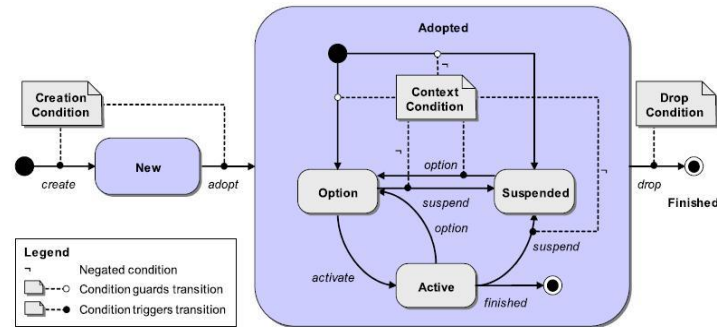 Adopted
Creation
Condition
Context
Condition
¬
Drop
Condition
¬
¬
New
create
adopt
option
Option
Suspended
suspend
drop
Finished
option
suspend
activate
Active
finished
Legend
¬ Negated condition
Condition guards transition
Condition triggers transition